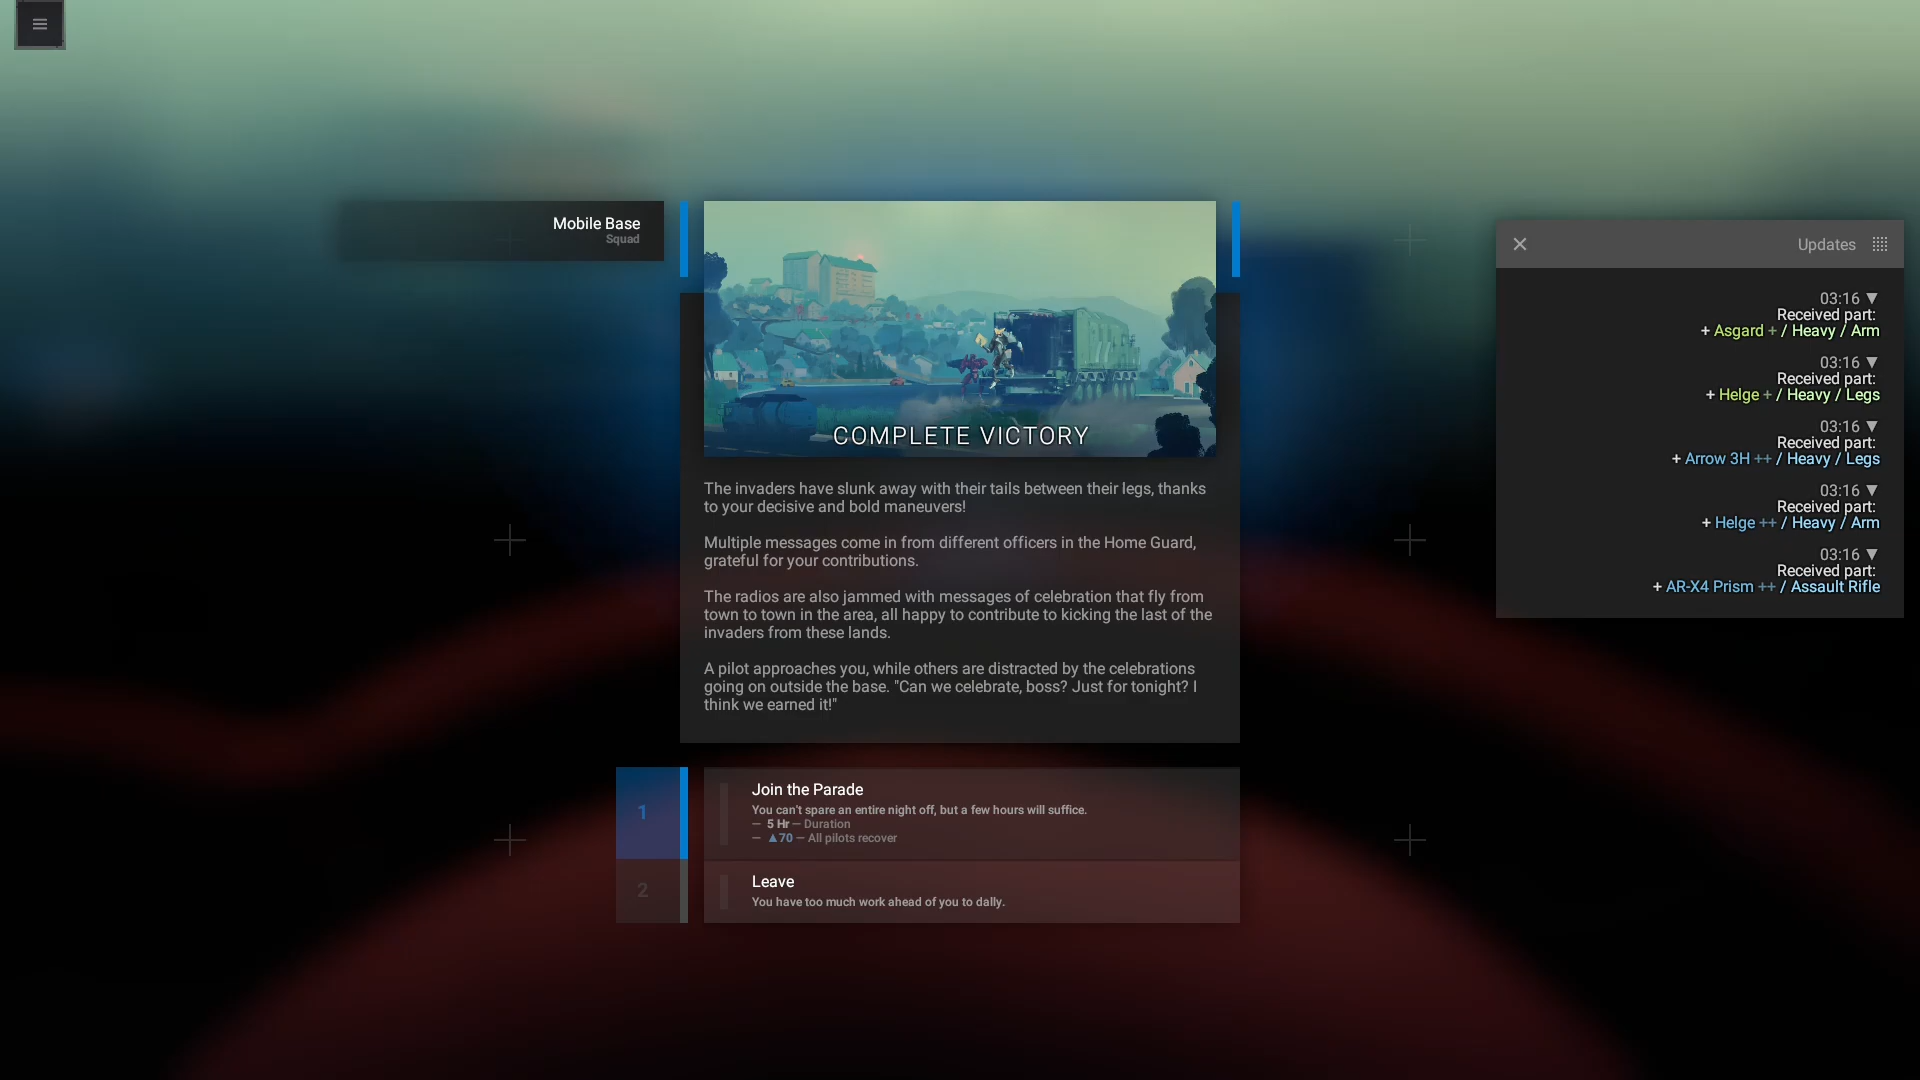 Mobile Base
Squad
COMPLETE VICTORY
The invaders have slunk away with their tails between their legs, thanks
to your decisive and bold maneuvers!
Multiple messages come in from different officers in the Home Guard,
grateful for your contributions.
The radios are also jammed with messages of celebration that fly from
town to town in the area, all happy to contribute to kicking the last of the
invaders from these lands.
A pilot approaches you, while others are distracted by the celebrations
going on outside the base. "Can we celebrate, boss? Just for tonight? I
think we earned it!"
1
Join the Parade
You can't spare an entire night off, but a few hours will suffice.
— 5 Hr — Duration
— ▲70 — All pilots recover
2
Leave
You have too much work ahead of you to dally.
Updates
03:16 ▼
Received part:
+ Asgard + / Heavy / Arm
03:16 ▼
Received part:
+ Helge + / Heavy / Legs
03:16 ▼
Received part:
+ Arrow 3H ++ / Heavy / Legs
03:16 ▼
Received part:
+ Helge ++ / Heavy / Arm
03:16 ▼
Received part:
+ AR-X4 Prism ++ / Assault Rifle